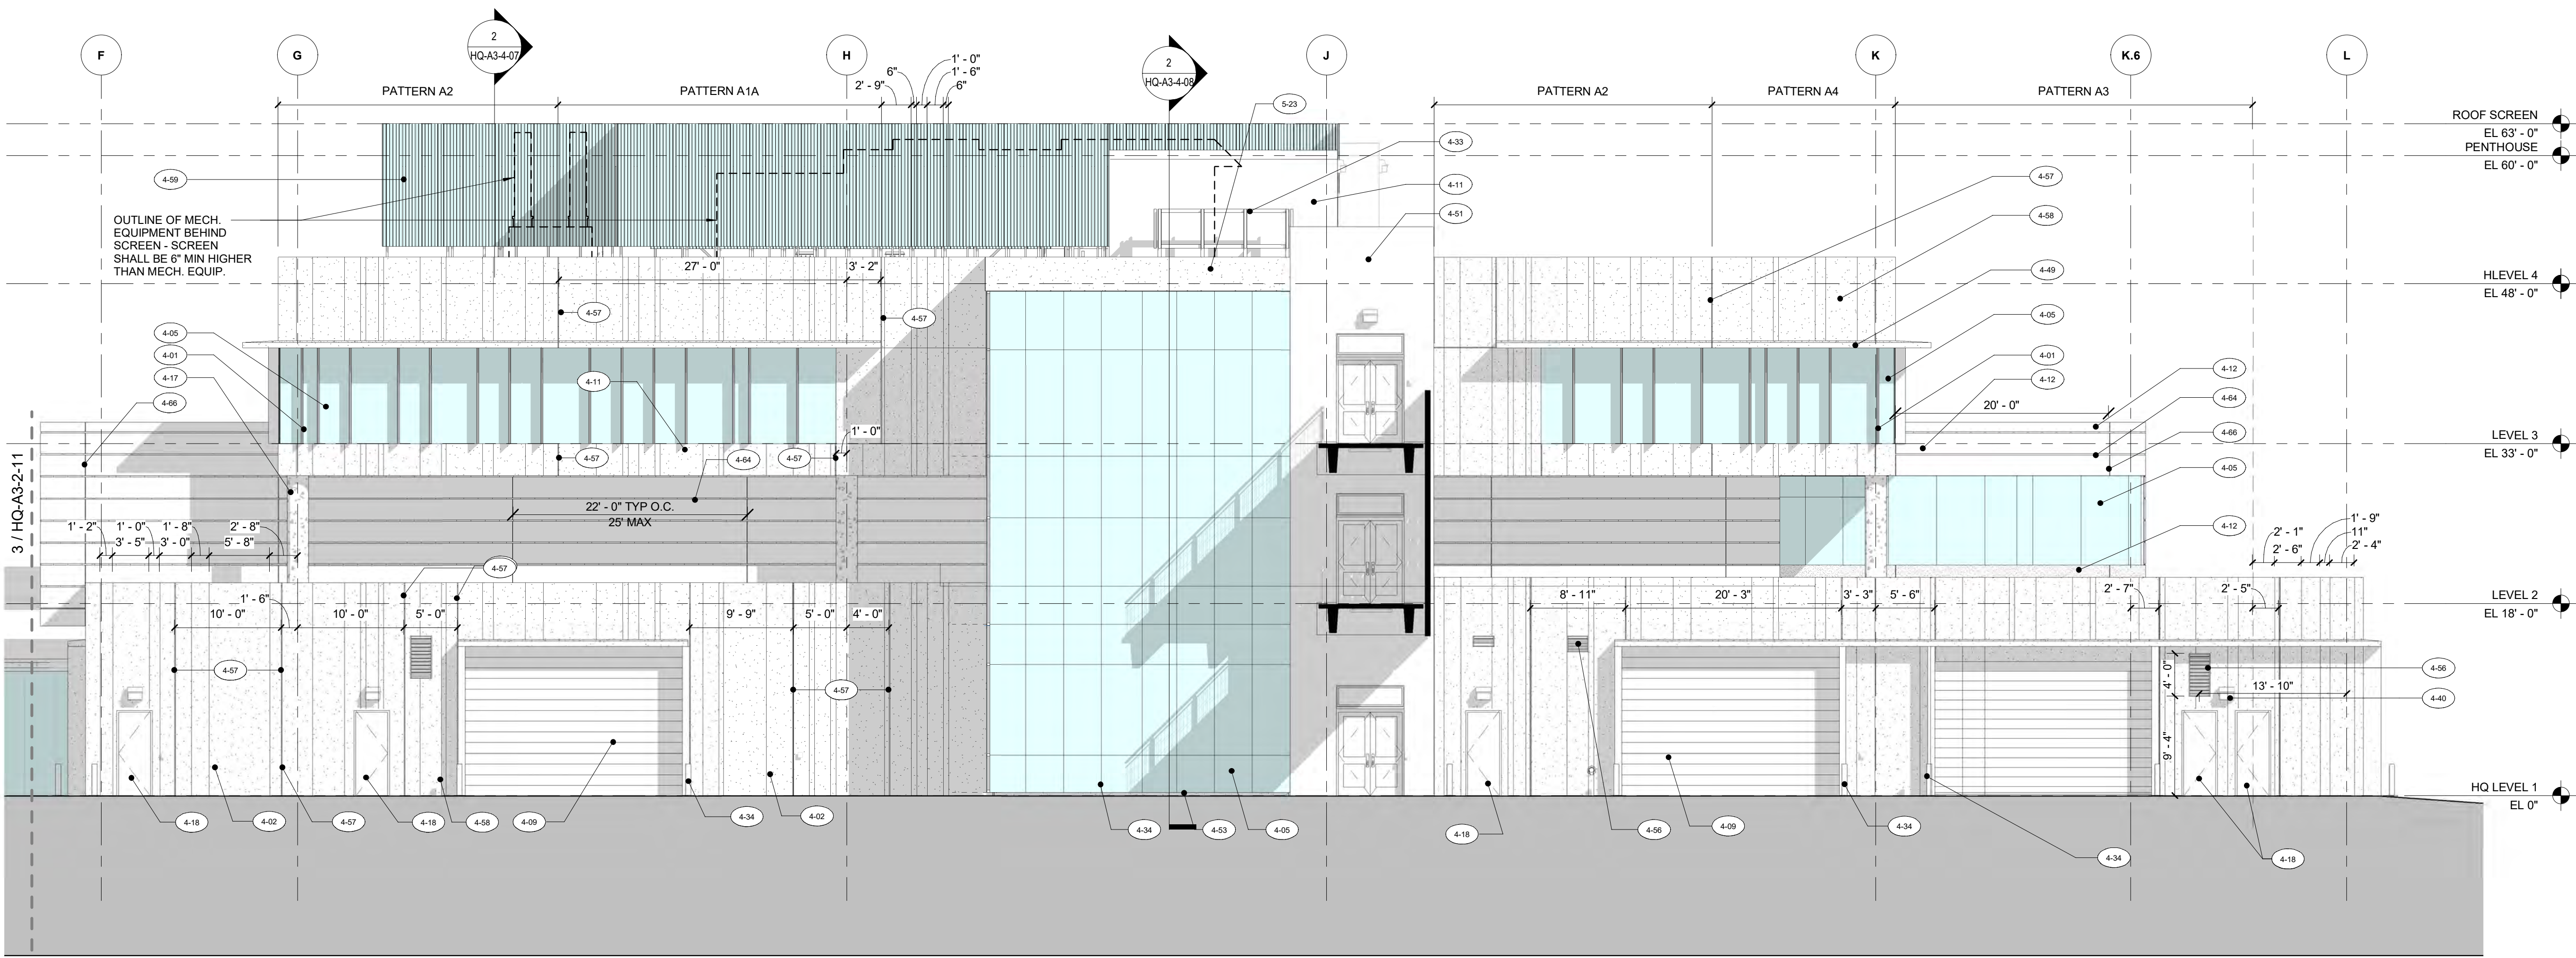 F
G
2
HQ-A3-4-07
H
2
HQ-A3-4-08
J
K
K.6
L
PATTERN A2
PATTERN A1A
2' - 9"
6"
1' - 0"
1' - 6"
6"
PATTERN A2
PATTERN A4
PATTERN A3
5-23
4-33
4-11
4-51
4-59
OUTLINE OF MECH.
EQUIPMENT BEHIND
SCREEN - SCREEN
SHALL BE 6" MIN HIGHER
THAN MECH. EQUIP.
ROOF SCREEN
EL 63' - 0"
PENTHOUSE
EL 60' - 0"
4-57
4-58
4-49
4-05
4-01
4-12
HLEVEL 4
EL 48' - 0"
27' - 0"
3' - 2"
4-57
4-57
4-05
4-01
4-17
4-66
4-11
1' - 0"
4-57
4-64
4-57
20' - 0"
4-12
4-64
4-66
4-05
4-12
LEVEL 3
EL 33' - 0"
3 / HQ-A3-2-11
22' - 0" TYP O.C.
25' MAX
1' - 2"
1' - 0"
1' - 8"
2' - 8"
3' - 5"
3' - 0"
5' - 8"
4-57
2' - 1"
2' - 6"
1' - 9"
11"
2' - 4"
1' - 6"
10' - 0"
10' - 0"
5' - 0"
9' - 9"
5' - 0"
4' - 0"
8' - 11"
20' - 3"
3' - 3"
5' - 6"
2' - 7"
2' - 5"
LEVEL 2
EL 18' - 0"
4-57
4-57
4' - 0"
13' - 10"
9' - 4"
4-56
4-40
HQ LEVEL 1
EL 0"
4-18
4-02
4-57
4-18
4-58
4-09
4-34
4-02
4-34
4-53
4-05
4-18
4-56
4-09
4-34
4-34
4-18